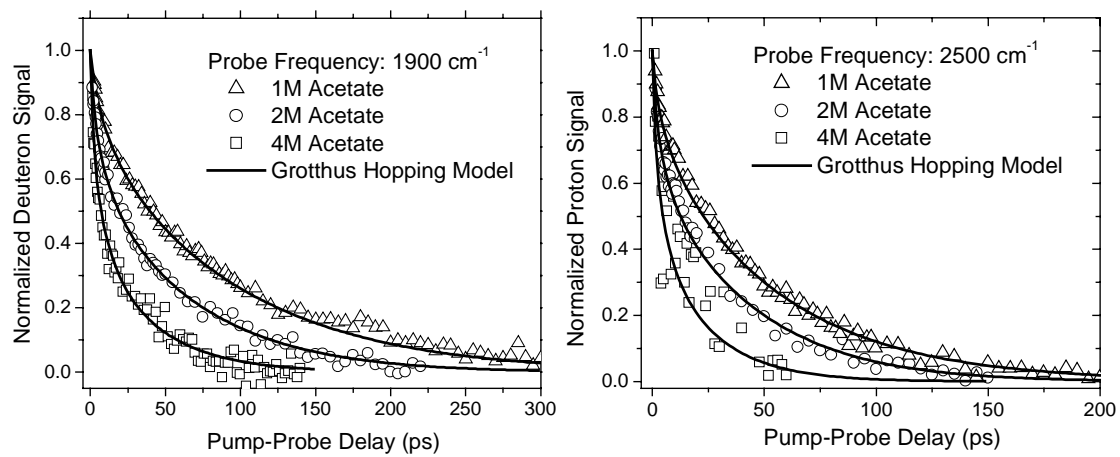 Probe Frequency: 1900 cm⁻¹
1M Acetate
2M Acetate
4M Acetate
Grotthus Hopping Model
Normalized Deuteron Signal
1.0
0.8
0.6
0.4
0.2
0.0
0 50 100 150 200 250 300
Pump-Probe Delay (ps)
Probe Frequency: 2500 cm⁻¹
1M Acetate
2M Acetate
4M Acetate
Grotthus Hopping Model
Normalized Proton Signal
1.0
0.8
0.6
0.4
0.2
0.0
0 50 100 150 200
Pump-Probe Delay (ps)